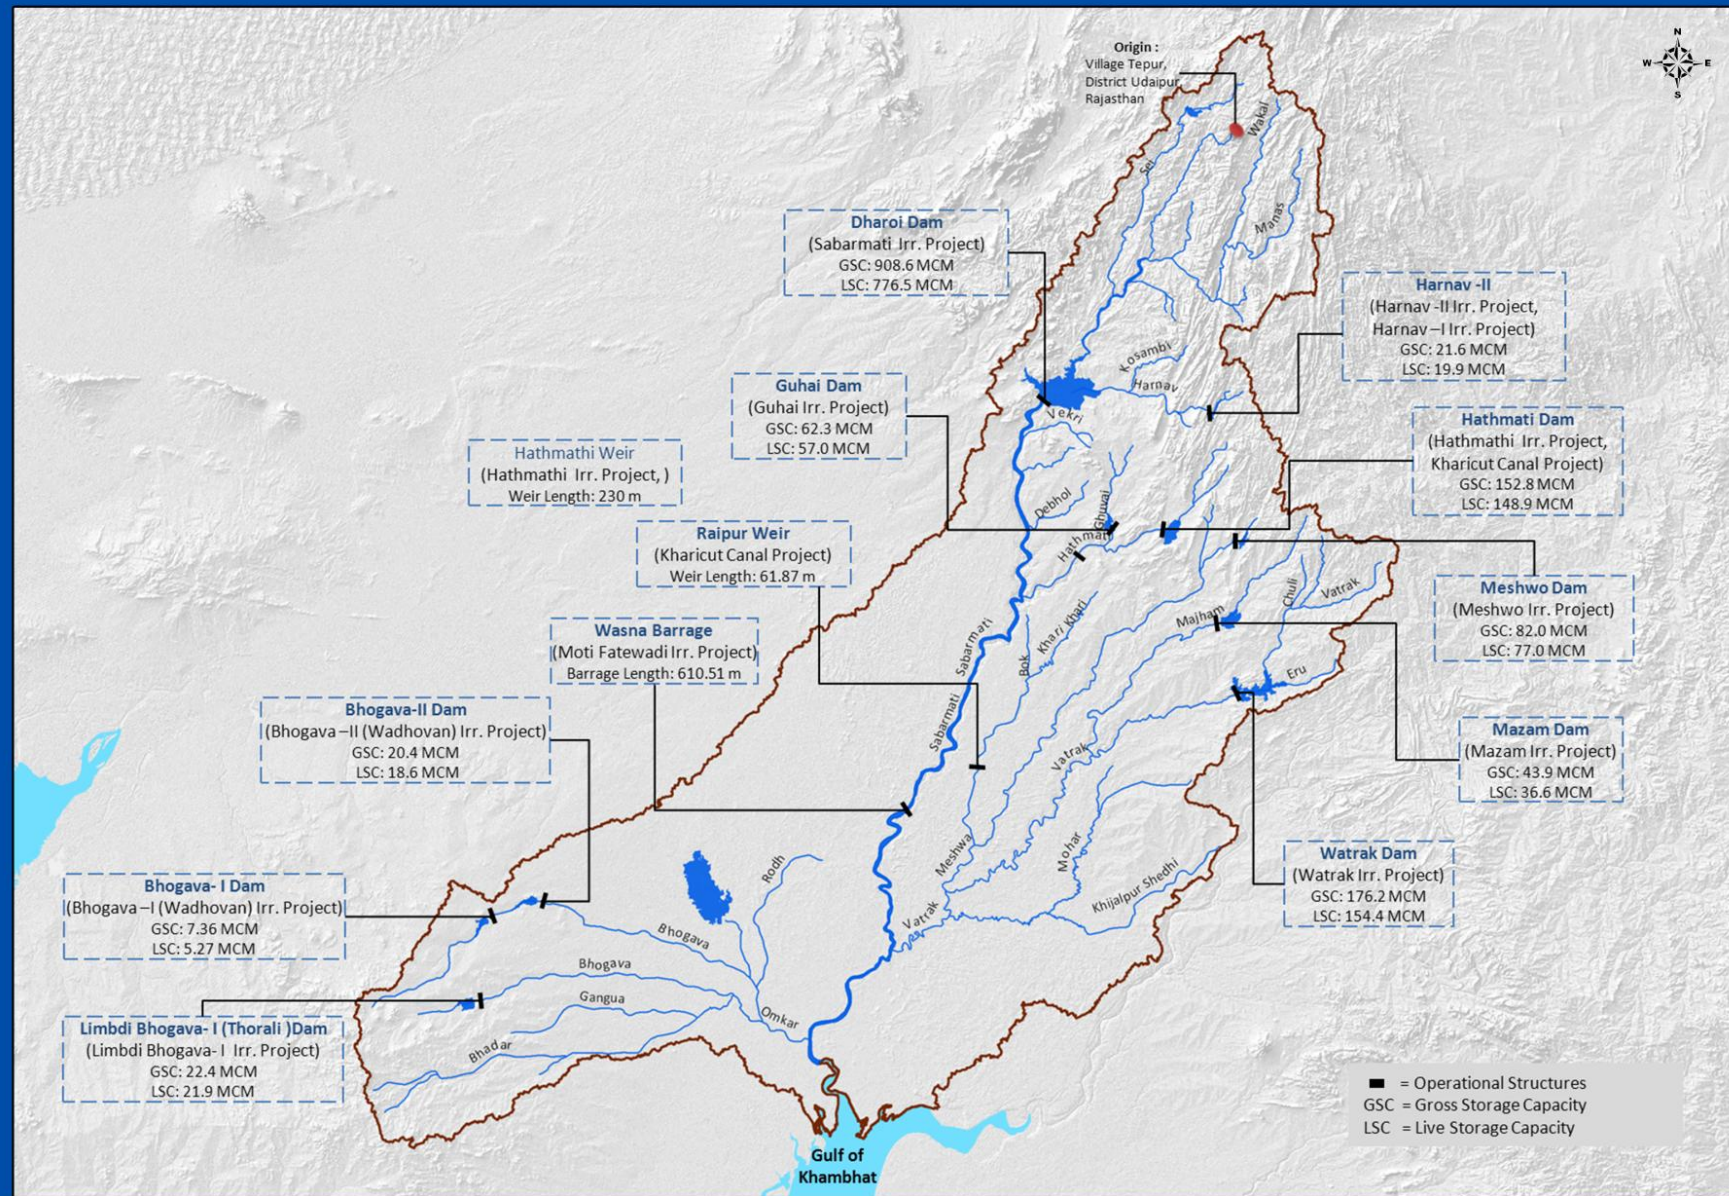 Origin :
Village Tepur,
District Udaipur
Rajasthan
N
W
E
S
Wakal
Sei
Manas
Dharoi Dam
(Sabarmati Irr. Project)
GSC: 908.6 MCM
LSC: 776.5 MCM
Harnav -II
(Harnav -II Irr. Project,
Harnav –I Irr. Project)
GSC: 21.6 MCM
LSC: 19.9 MCM
Kosambi
Harnav
Vekri
Guhai Dam
(Guhai Irr. Project)
GSC: 62.3 MCM
LSC: 57.0 MCM
Hathmati Dam
(Hathmathi Irr. Project,
Kharicut Canal Project)
GSC: 152.8 MCM
LSC: 148.9 MCM
Hathmathi Weir
(Hathmathi Irr. Project, )
Weir Length: 230 m
Debhol
Ghuvai
Hathmati
Raipur Weir
(Kharicut Canal Project)
Weir Length: 61.87 m
Meshwo Dam
(Meshwo Irr. Project)
GSC: 82.0 MCM
LSC: 77.0 MCM
Chuli
Vatrak
Majham
Khari/ Khari
Bok
Sabarmati
Sabarmati
Eru
Wasna Barrage
(Moti Fatewadi Irr. Project)
Barrage Length: 610.51 m
Bhogava-II Dam
(Bhogava –II (Wadhovan) Irr. Project)
GSC: 20.4 MCM
LSC: 18.6 MCM
Mazam Dam
(Mazam Irr. Project)
GSC: 43.9 MCM
LSC: 36.6 MCM
Vatrak
Meshwa
Mohar
Khijalpur Shedhi
Vatrak
Rodh
Watrak Dam
(Watrak Irr. Project)
GSC: 176.2 MCM
LSC: 154.4 MCM
Bhogava- I Dam
(Bhogava –I (Wadhovan) Irr. Project)
GSC: 7.36 MCM
LSC: 5.27 MCM
Bhogava
Bhogava
Gangua
Omkar
Bhadar
Limbdi Bhogava- I (Thorali )Dam
(Limbdi Bhogava- I Irr. Project)
GSC: 22.4 MCM
LSC: 21.9 MCM
= Operational Structures
GSC = Gross Storage Capacity
LSC = Live Storage Capacity
Gulf of
Khambhat